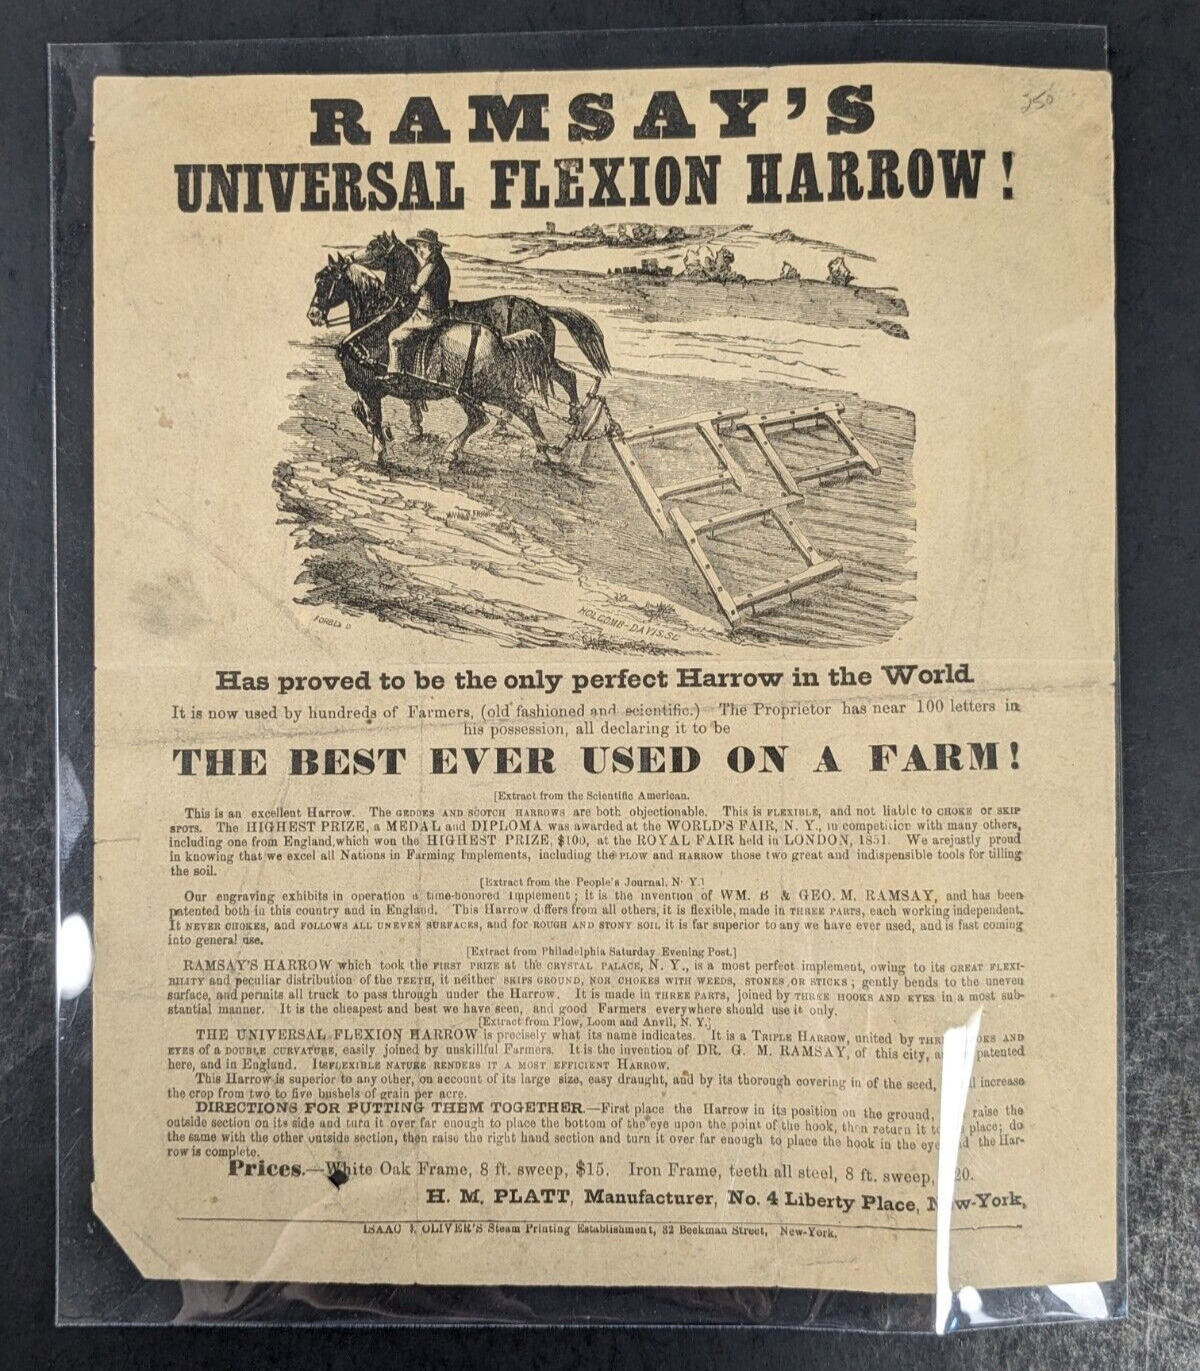 RAMSAY'S
250
UNIVERSAL FLEXION HARROW!
FORBES D
HOLCOMB-DAVIS.SC
Has proved to be the only perfect Harrow in the World.
It is now used by hundreds of Farmers, (old fashioned and scientific.) The Proprietor has near 100 letters in
his possession, all declaring it to be
THE BEST EVER USED ON A FARM!
[Extract from the Scientific American.
This is an excellent Harrow. The GEDDES AND SCOTCH HARROWS are both objectionable. This is FLEXIBLE, and not liable to CHOKE OR SKIP
SPOTS. The HIGHEST PRIZE, a MEDAL and DIPLOMA was awarded at the WORLD'S FAIR, N. Y., in competition with many others,
including one from England,which won the HIGHEST PRIZE, $100, at the ROYAL FAIR held in LONDON, 1851. We arejustly proud
in knowing that we excel all Nations in Farming Implements, including the PLOW and HARROW those two great and indispensible tools for tilling
the soil.
[Extract from the People's Journal, N. Y.]
Our engraving exhibits in operation a time-honored implement; it is the invention of WM. B & GEO. M. RAMSAY, and has been
patented both in this country and in England. This Harrow differs from all others, it is flexible, made in THREE PARTS, each working independent.
It NEVER CHOKES, and FOLLOWS ALL UNEVEN SURFACES, and for ROUGH AND STONY SOIL it is far superior to any we have ever used, and is fast coming
into general use.
[Extract from Philadelphia Saturday Evening Post.]
RAMSAY'S HARROW which took the FIRST PRIZE at the CRYSTAL PALACE, N. Y., is a most perfect implement, owing to its GREAT FLEXI-
BILITY and peculiar distribution of the TEETH, it neither SKIPS GROUND, NOR CHOKES WITH WEEDS, STONES OR STICKS; gently bends to the uneven
surface, and permits all truck to pass through under the Harrow. It is made in THREE PARTS, joined by THREE HOOKS AND EYES in a most sub-
stantial manner. It is the cheapest and best we have seen, and good Farmers everywhere should use it only.
[Extract from Plow, Loom and Anvil, N. Y.]
THE UNIVERSAL FLEXION HARROW is precisely what its name indicates. It is a TRIPLE HARROW, united by OKS AND
EYES of a DOUBLE CURVATURE, easily joined by unskillful Farmers. It is the invention of DR. G. M. RAMSAY, of this city, patented
here, and in England. ItsFLEXIBLE NATURE RENDERS IT A MOST EFFICIENT HARROW.
This Harrow is superior to any other, on account of its large size, easy draught, and by its thorough covering in of the seed, increase
the crop from two to five bushels of grain per acre.
DIRECTIONS FOR PUTTING THEM TOGETHER.—First place the Harrow in its position on the ground, raise the
outside section on its side and turn it over far enough to place the bottom of the eye upon the point of the hook, then return it to place; do
the same with the other outside section, then raise the right hand section and turn it over far enough to place the hook in the eye the Har-
row is complete.
Prices.—White Oak Frame, 8 ft. sweep, $15. Iron Frame, teeth all steel, 8 ft. sweep, 20.
H. M. PLATT, Manufacturer, No. 4 Liberty Place, New-York,
ISAAC J. OLIVER'S Steam Printing Establishment, 32 Beekman Street, New-York.